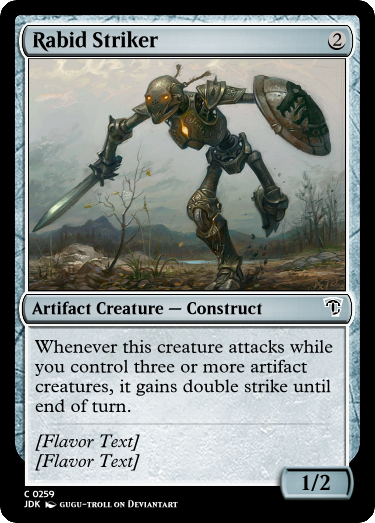 Rabid Striker 2
Artifact Creature — Construct
Whenever this creature attacks while
you control three or more artifact
creatures, it gains double strike until
end of turn.
[Flavor Text]
[Flavor Text]
1/2
C 0259
JDK GUGU-TROLL ON DEVIANTART